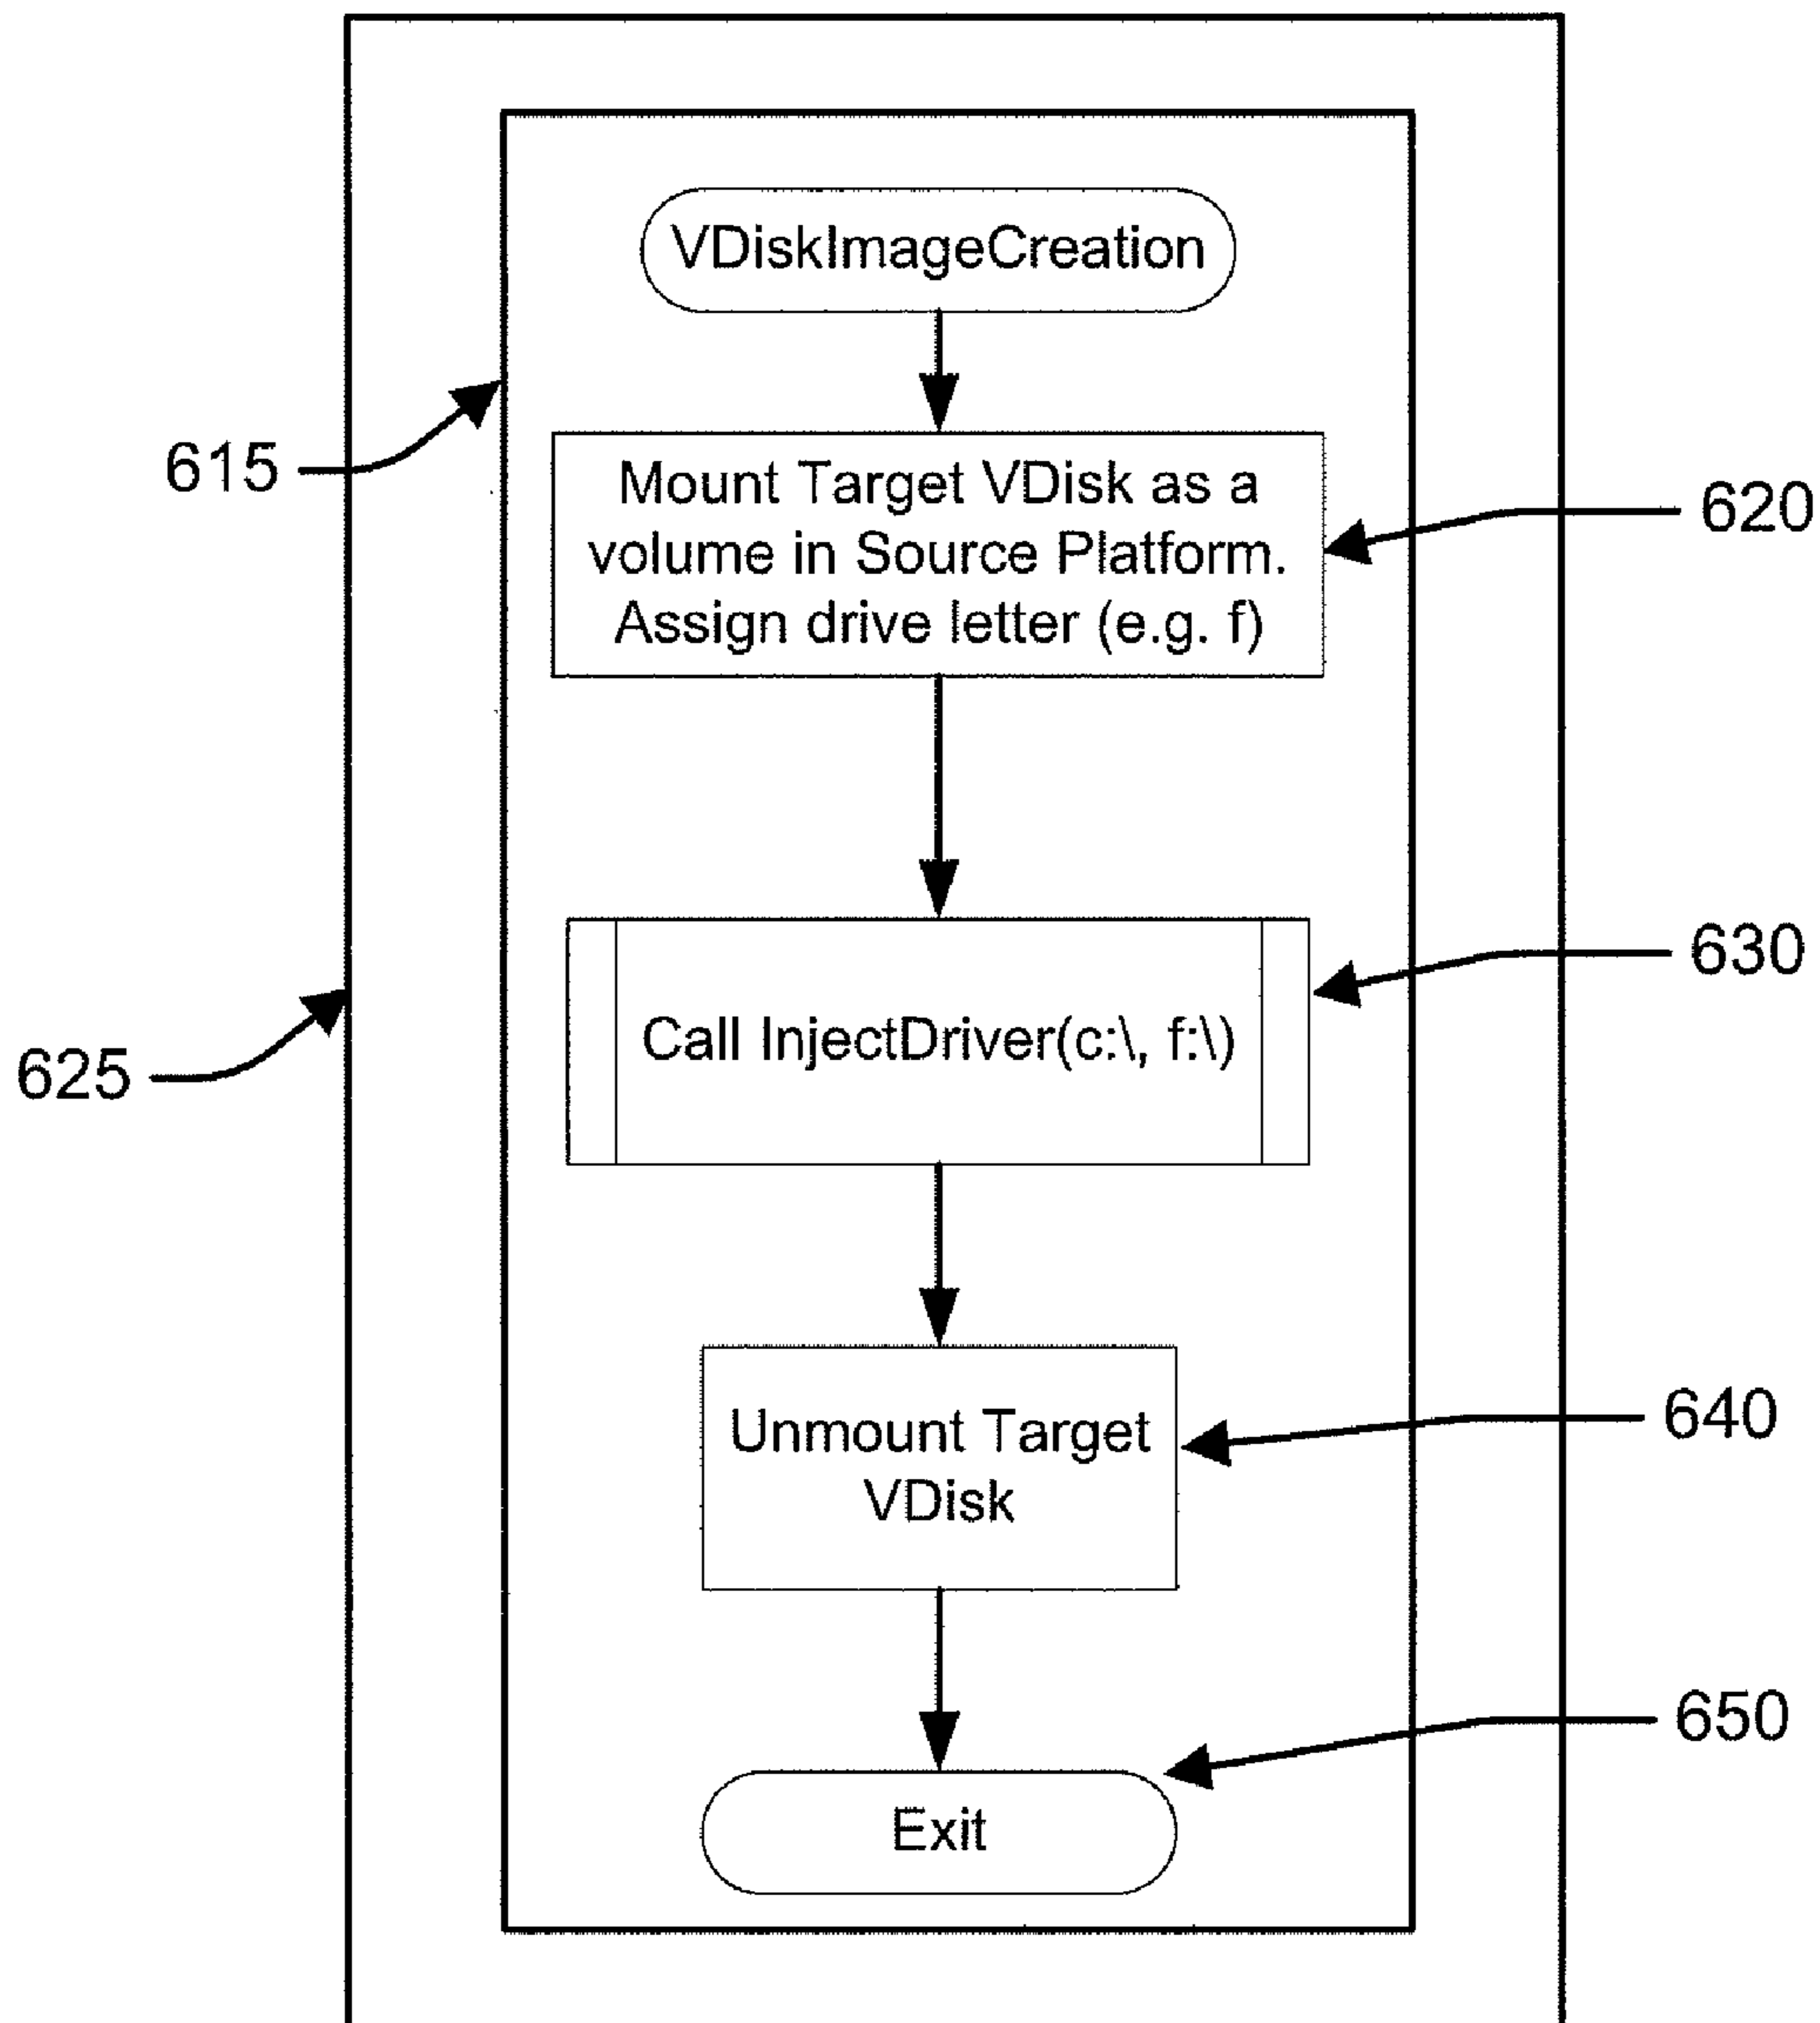 VDiskImageCreation
615
Mount Target VDisk as a
volume in Source Platform.
Assign drive letter (e.g. f)
620
630
Call InjectDriver(c:\, f:\)
625
Unmount Target
VDisk
640
650
Exit